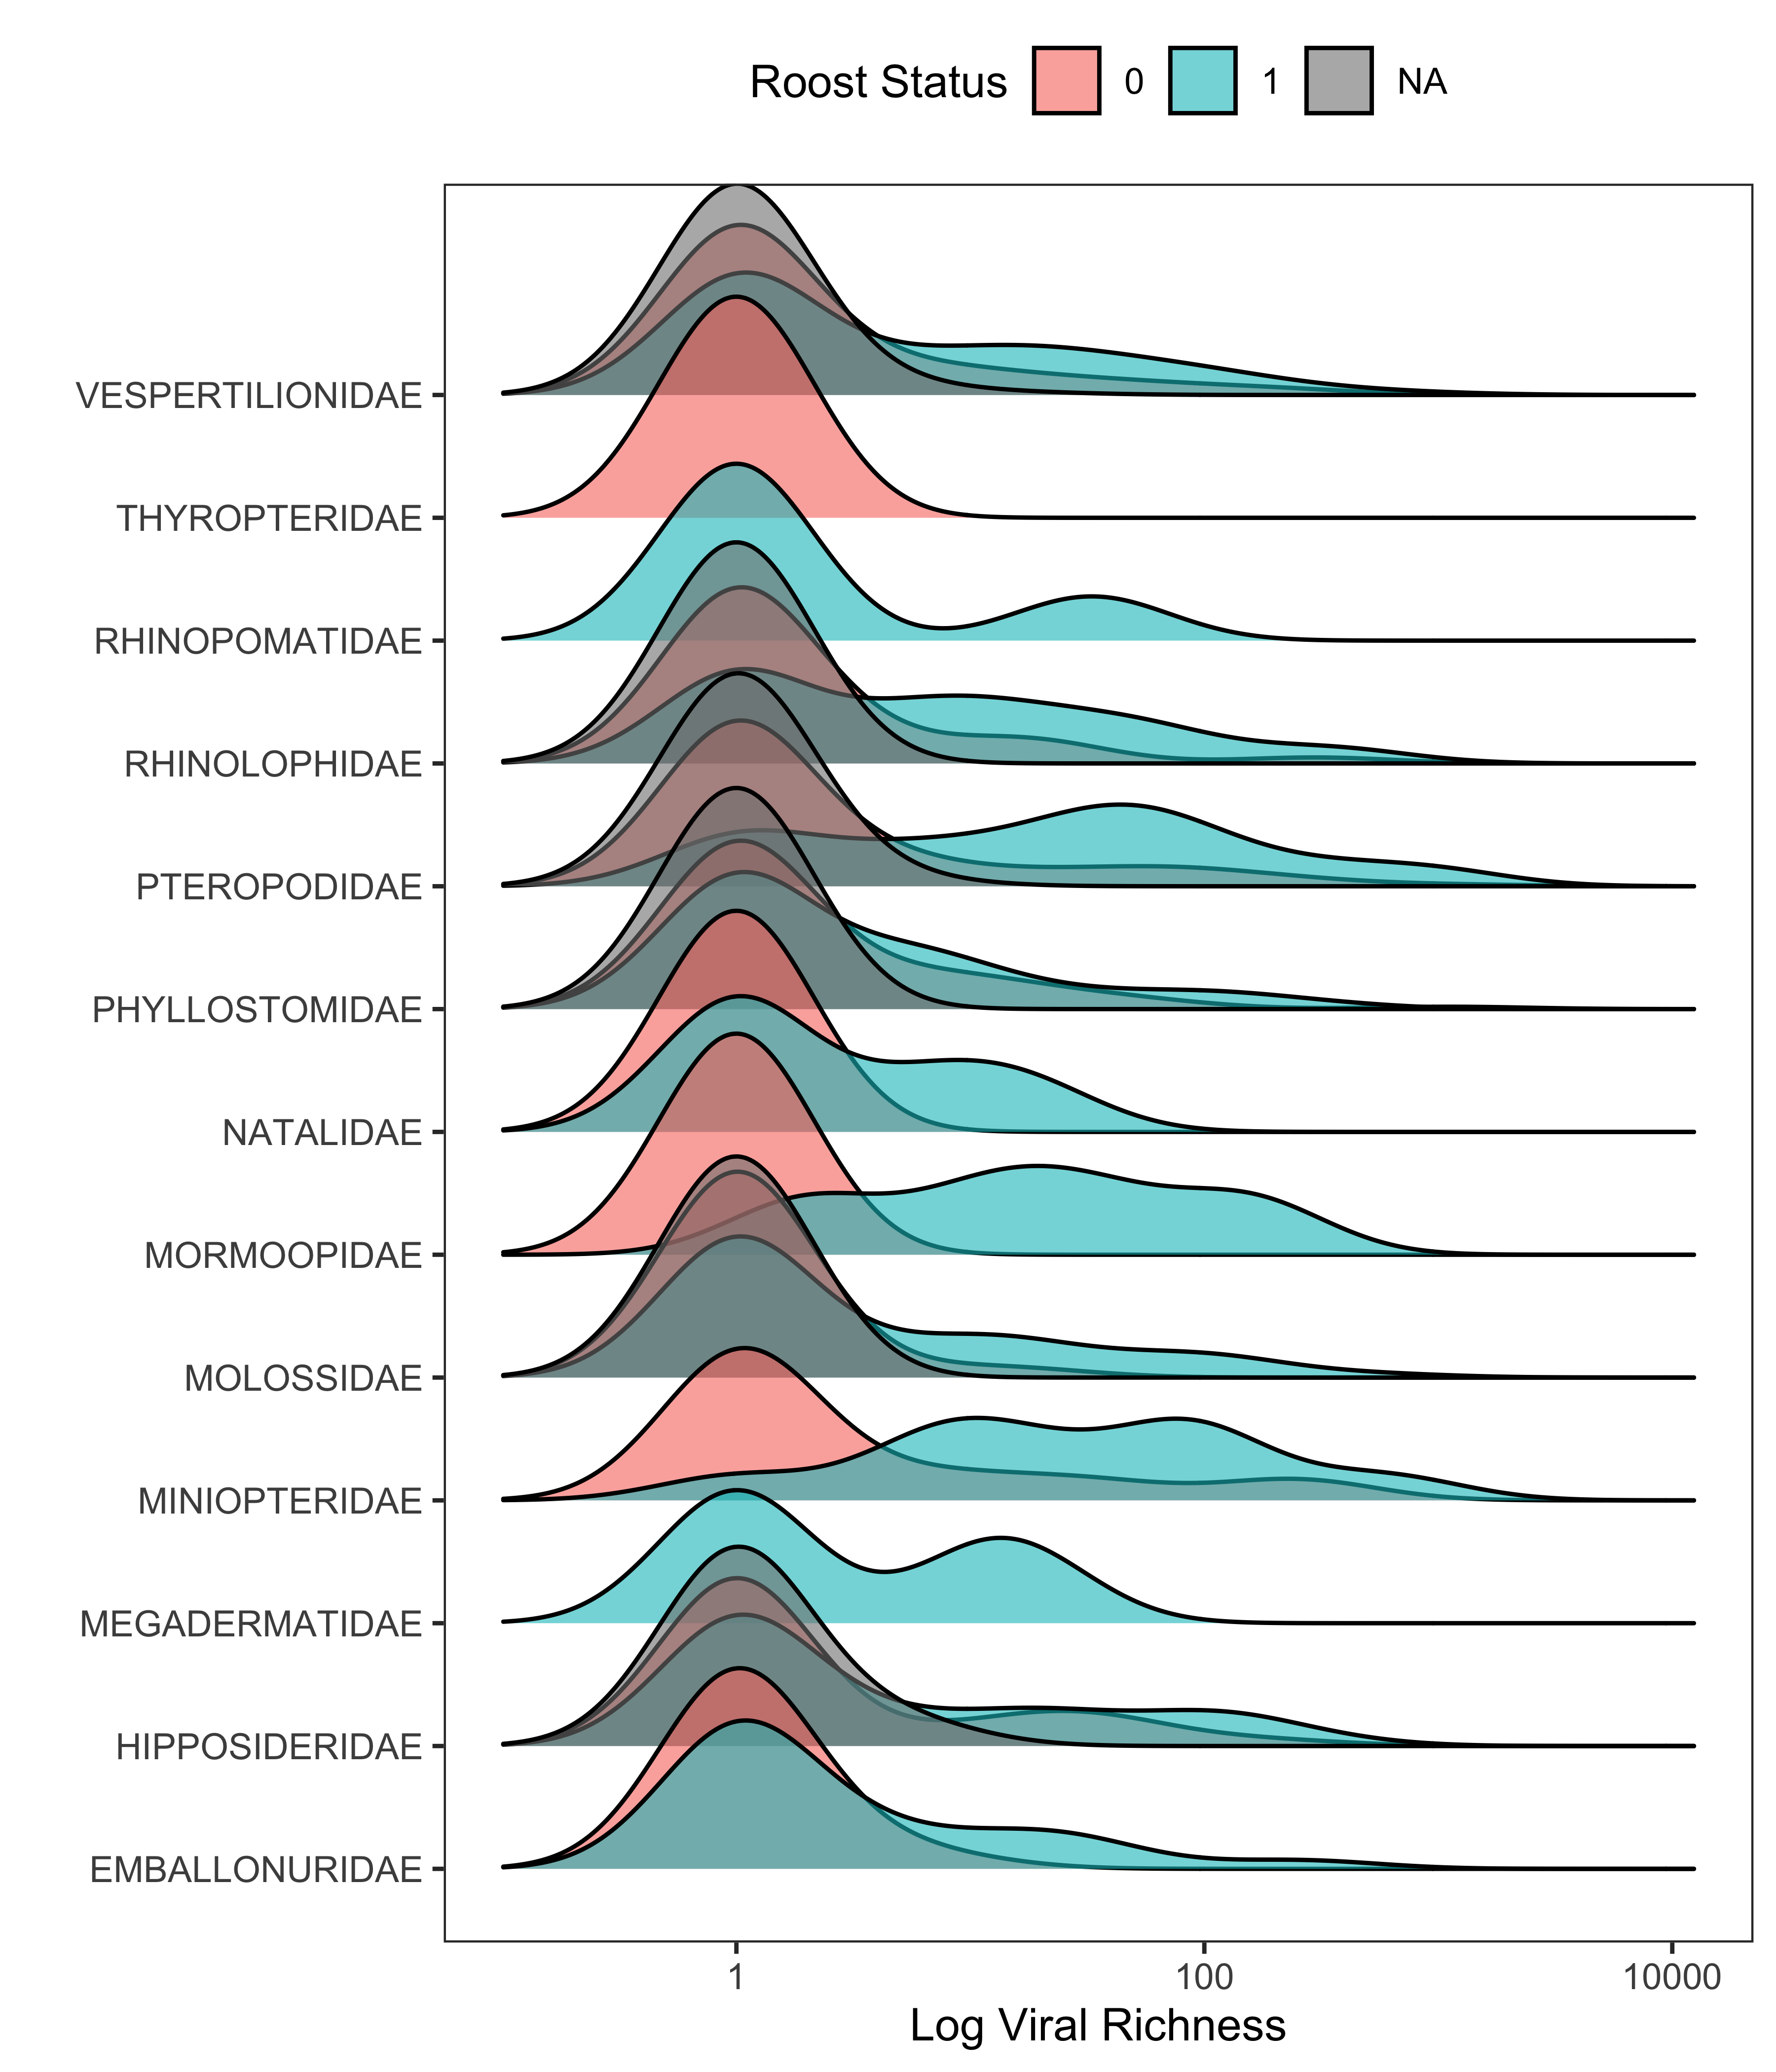 Roost Status 0 1 NA
VESPERTILIONIDAE
THYROPTERIDAE
RHINOPOMATIDAE
RHINOLOPHIDAE
PTEROPODIDAE
PHYLLOSTOMIDAE
NATALIDAE
MORMOOPIDAE
MOLOSSIDAE
MINIOPTERIDAE
MEGADERMATIDAE
HIPPOSIDERIDAE
EMBALLONURIDAE
1 100 10000
Log Viral Richness